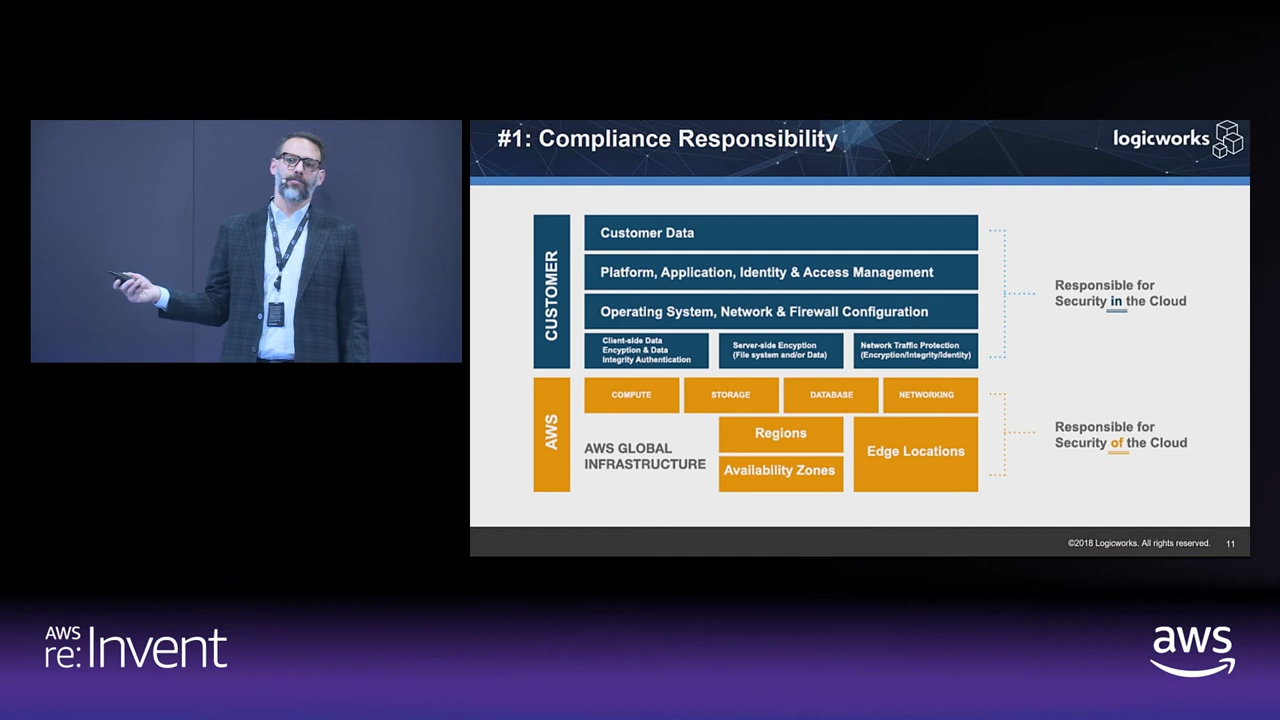 #1: Compliance Responsibility
logicworks
CUSTOMER
Customer Data
Platform, Application, Identity & Access Management
Operating System, Network & Firewall Configuration
Client-side Data
Encyption & Data
Integrity Authentication
Server-side Encyption
(File system and/or Data)
Network Traffic Protection
(Encryption/Integrity/Identity)
Responsible for
Security in the Cloud
AWS
COMPUTE
STORAGE
DATABASE
NETWORKING
AWS GLOBAL
INFRASTRUCTURE
Regions
Availability Zones
Edge Locations
Responsible for
Security of the Cloud
©2018 Logicworks. All rights reserved.
11
AWS
re:Invent
aws